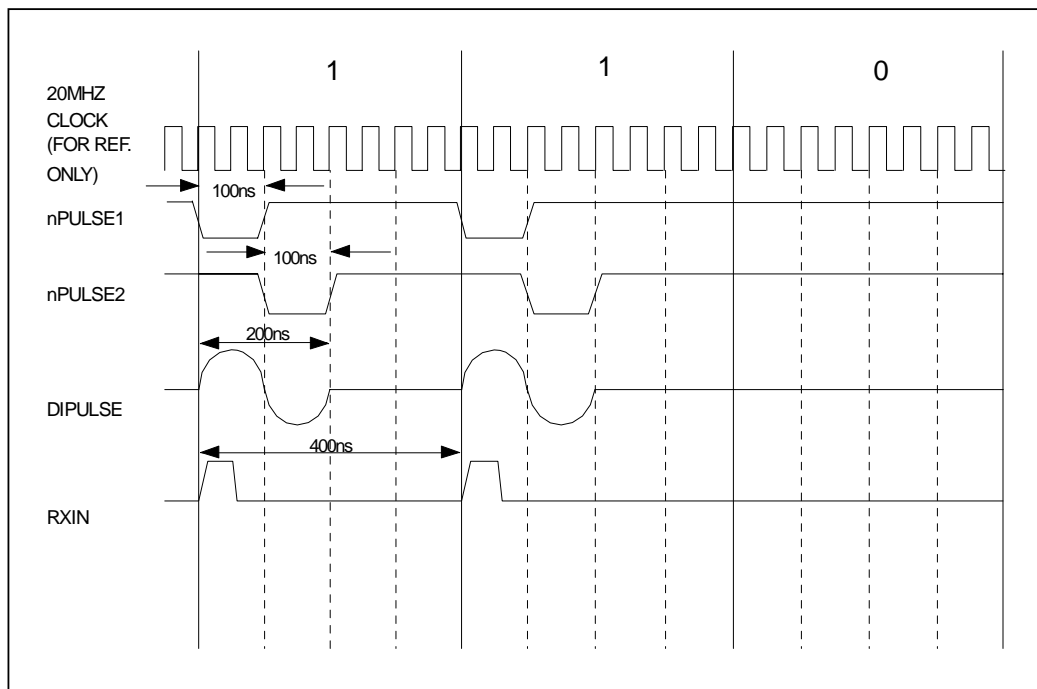 1 1 0
20MHZ
CLOCK
(FOR REF.
ONLY)
100ns
nPULSE1
100ns
nPULSE2
200ns
DIPULSE
400ns
RXIN